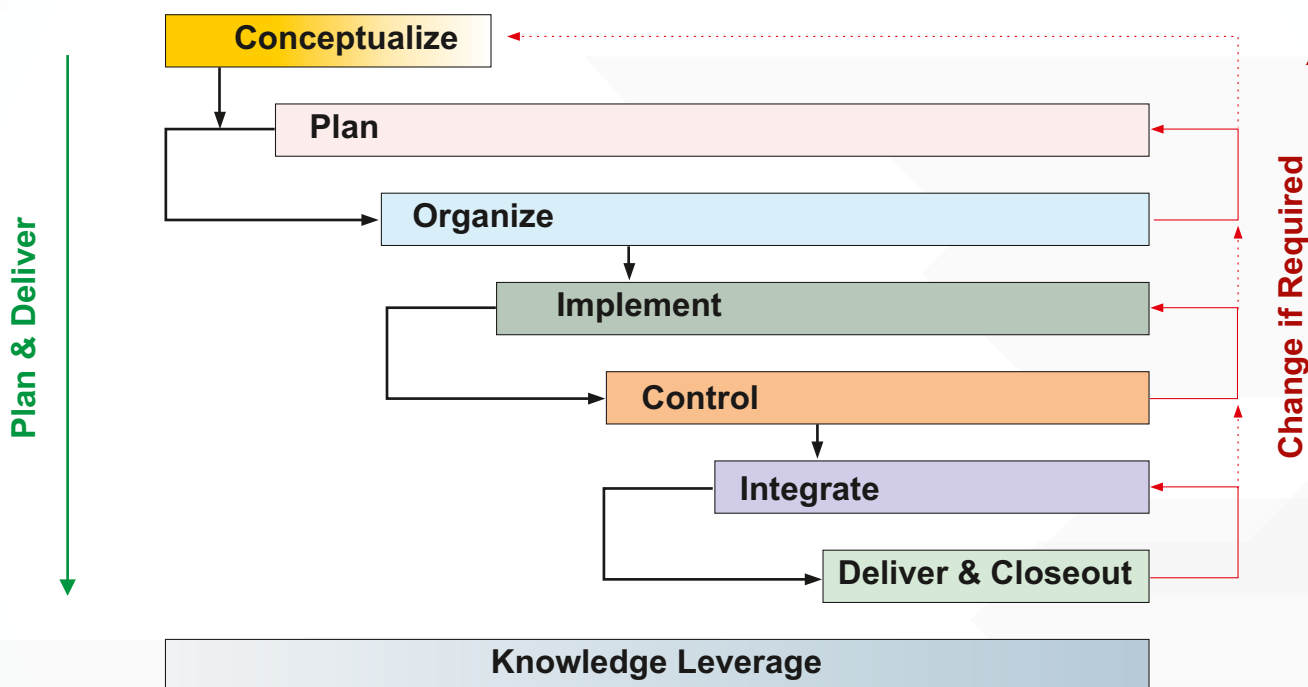 Conceptualize
Plan
Organize
Implement
Control
Integrate
Deliver & Closeout
Knowledge Leverage
Plan & Deliver
Change if Required